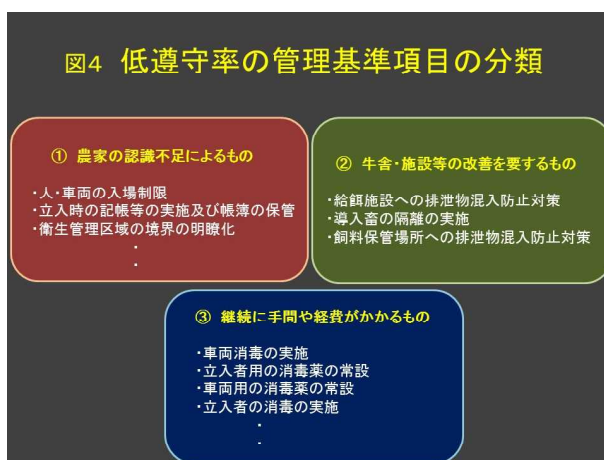 図4 低遵守率の管理基準項目の分類
① 農家の認識不足によるもの
・人・車両の入場制限
・立入時の記帳等の実施及び帳簿の保管
・衛生管理区域の境界の明瞭化
・
・
② 牛舎・施設等の改善を要するもの
・給餌施設への排泄物混入防止対策
・導入畜の隔離の実施
・飼料保管場所への排泄物混入防止対策
③ 継続に手間や経費がかかるもの
・車両消毒の実施
・立入者用の消毒薬の常設
・車両用の消毒薬の常設
・立入者の消毒の実施
・
・